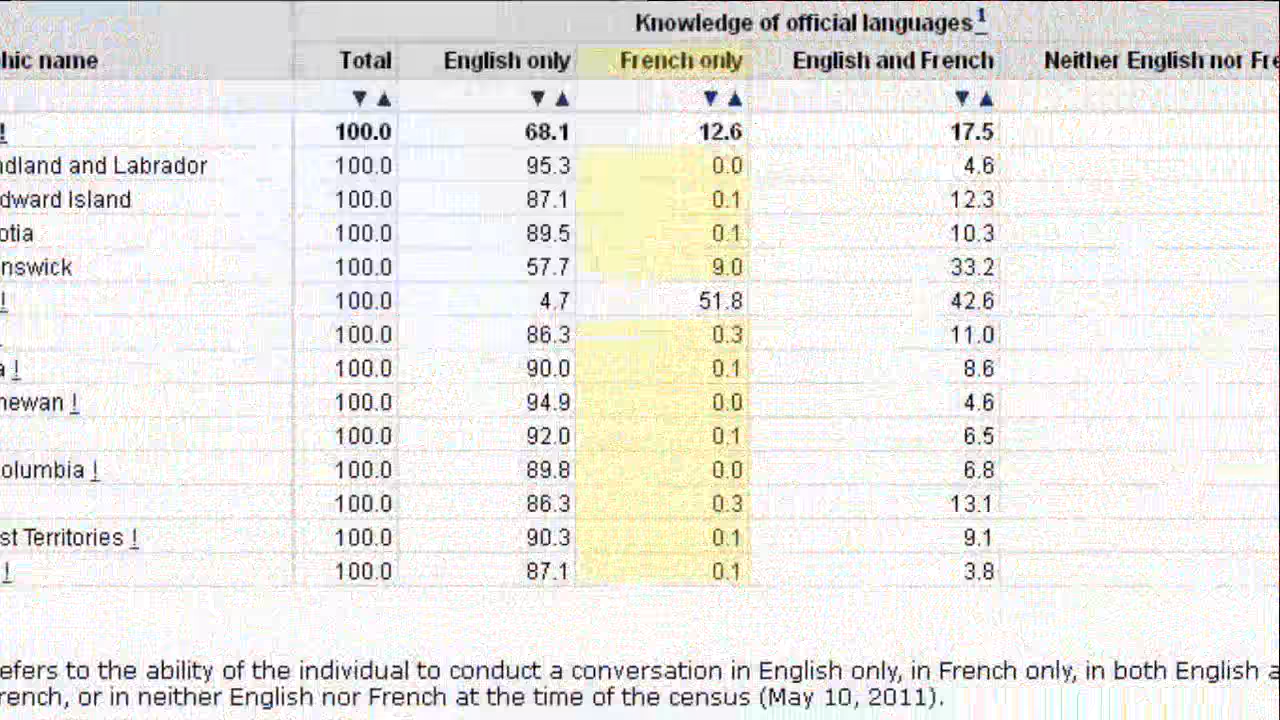 Knowledge of official languages1
hic name Total English only French only English and French Neither English nor Fre
▼ ▲ ▼ ▲ ▼ ▲ ▼ ▲
! 100.0 68.1 12.6 17.5
ndland and Labrador 100.0 95.3 0.0 4.6
dward Island 100.0 87.1 0.1 12.3
otia 100.0 89.5 0.1 10.3
nswick 100.0 57.7 9.0 33.2
! 100.0 4.7 51.8 42.6
100.0 86.3 0.3 11.0
a ! 100.0 90.0 0.1 8.6
hewan ! 100.0 94.9 0.0 4.6
100.0 92.0 0.1 6.5
olumbia ! 100.0 89.8 0.0 6.8
100.0 86.3 0.3 13.1
st Territories ! 100.0 90.3 0.1 9.1
! 100.0 87.1 0.1 3.8
efers to the ability of the individual to conduct a conversation in English only, in French only, in both English a
rench, or in neither English nor French at the time of the census (May 10, 2011).